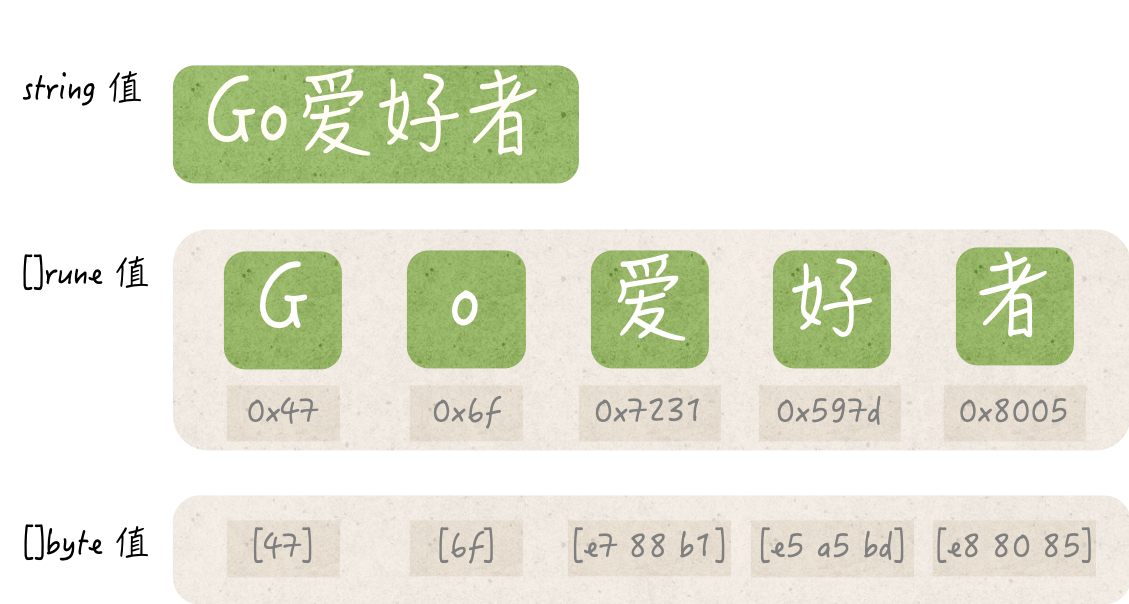 string 值 Go爱好者
[]rune 值 G o 爱 好 者
0x47 0x6f 0x7231 0x597d 0x8005
[]byte 值 [47] [6f] [e7 88 b1] [e5 a5 bd] [e8 80 85]